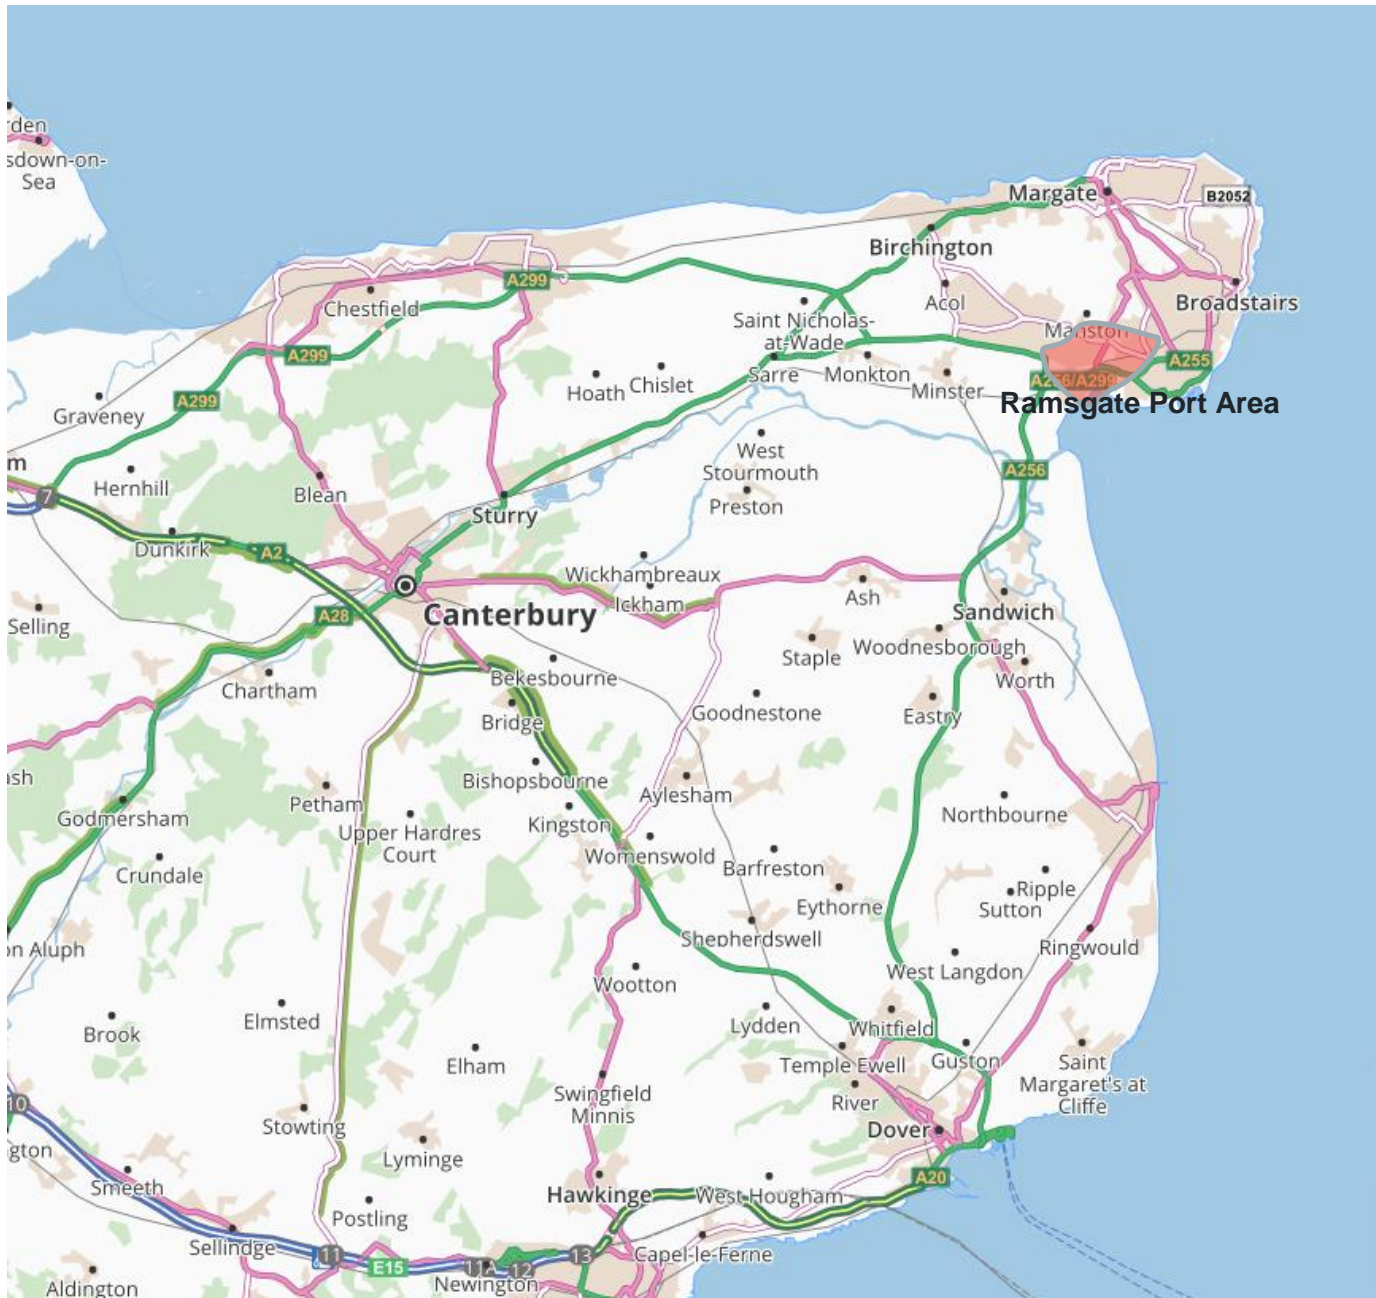 rden
sdown-on-
Sea
Margate
B2052
Birchington
A299
Chestfield
Acol
Broadstairs
Saint Nicholas-
at-Wade
Manston
A299
A255
Sarre
Monkton
Minster
A256/A299
Hoath
Chislet
A299
Graveney
Ramsgate Port Area
West
Stourmouth
m
A256
7
Hernhill
Blean
Preston
Sturry
Dunkirk
A2
Wickhambreaux
Ickham
Ash
Sandwich
A28
Canterbury
Selling
Staple
Woodnesborough
Chartham
Bekesbourne
Worth
Bridge
Goodnestone
Eastry
ash
Bishopsbourne
Petham
Aylesham
Godmersham
Northbourne
Upper Hardres
Court
Kingston
Womenswold
Crundale
Barfreston
Ripple
Eythorne
Sutton
on Aluph
Shepherdswell
Ringwould
West Langdon
Wootton
Brook
Elmsted
Lydden
Whitfield
Elham
Temple Ewell
Guston
Saint
Margaret's at
Cliffe
10
Swingfield
Minnis
River
Stowting
Dover
gton
Lyminge
A20
Smeeth
Hawkinge
West Hougham
Postling
Sellindge
11
13
Capel-le-Ferne
E15
11A
12
Newington
Aldington